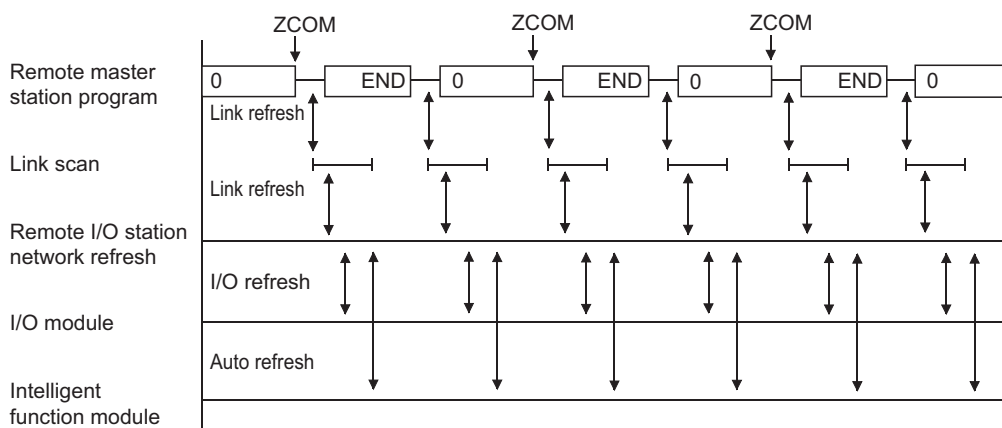 ZCOM ZCOM ZCOM
Remote master
station program
0 END 0 END 0 END 0
Link refresh
Link scan
Link refresh
Remote I/O station
network refresh
I/O refresh
I/O module
Auto refresh
Intelligent
function module